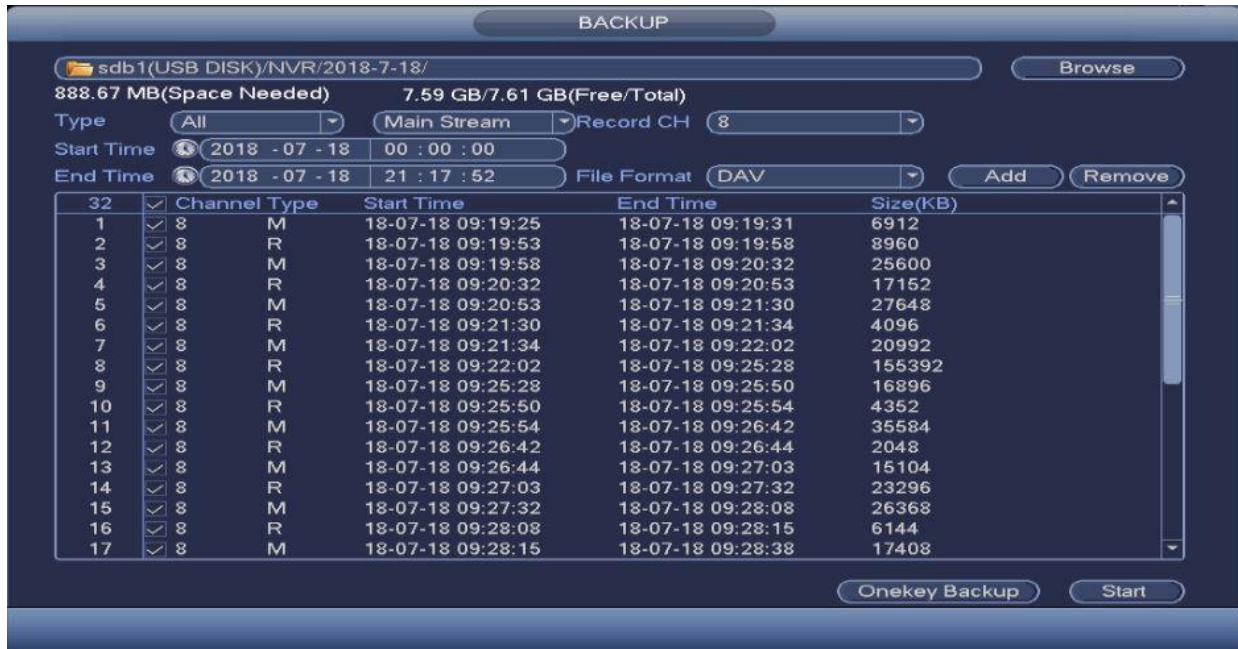 BACKUP
sdb1(USB DISK)/NVR/2018-7-18/ Browse
888.67 MB(Space Needed) 7.59 GB/7.61 GB(Free/Total)
Type All Main Stream Record CH 8
Start Time 2018 -07 -18 00 :00 :00
End Time 2018 -07 -18 21 :17 :52 File Format DAV Add Remove
32 Channel Type Start Time End Time Size(KB)
1 8 M 18-07-18 09:19:25 18-07-18 09:19:31 6912
2 8 R 18-07-18 09:19:53 18-07-18 09:19:58 8960
3 8 M 18-07-18 09:19:58 18-07-18 09:20:32 25600
4 8 R 18-07-18 09:20:32 18-07-18 09:20:53 17152
5 8 M 18-07-18 09:20:53 18-07-18 09:21:30 27648
6 8 R 18-07-18 09:21:30 18-07-18 09:21:34 4096
7 8 M 18-07-18 09:21:34 18-07-18 09:22:02 20992
8 8 R 18-07-18 09:22:02 18-07-18 09:25:28 155392
9 8 M 18-07-18 09:25:28 18-07-18 09:25:50 16896
10 8 R 18-07-18 09:25:50 18-07-18 09:25:54 4352
11 8 M 18-07-18 09:25:54 18-07-18 09:26:42 35584
12 8 R 18-07-18 09:26:42 18-07-18 09:26:44 2048
13 8 M 18-07-18 09:26:44 18-07-18 09:27:03 15104
14 8 R 18-07-18 09:27:03 18-07-18 09:27:32 23296
15 8 M 18-07-18 09:27:32 18-07-18 09:28:08 26368
16 8 R 18-07-18 09:28:08 18-07-18 09:28:15 6144
17 8 M 18-07-18 09:28:15 18-07-18 09:28:38 17408
Onekey Backup Start